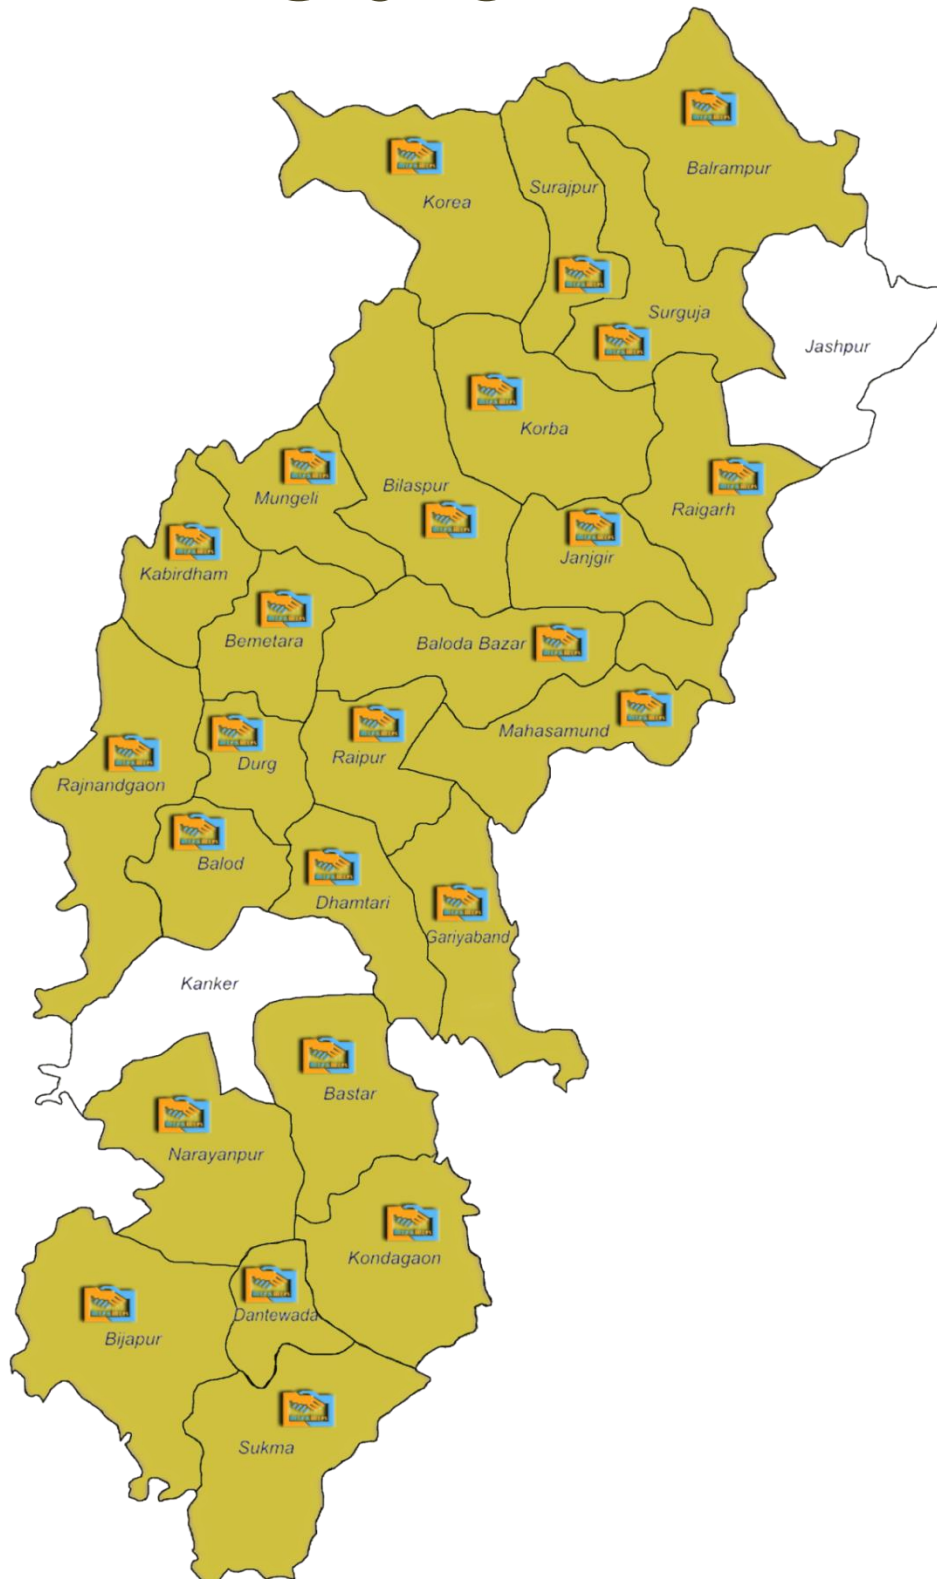 Balrampur
Korea
Surajpur
Surguja
Jashpur
Korba
Bilaspur
Mungeli
Raigarh
Janjgir
Kabirdham
Bemetara
Baloda Bazar
Mahasamund
Raipur
Durg
Rajnandgaon
Balod
Dhamtari
Gariyaband
Kanker
Bastar
Narayanpur
Kondagaon
Dantewada
Bijapur
Sukma